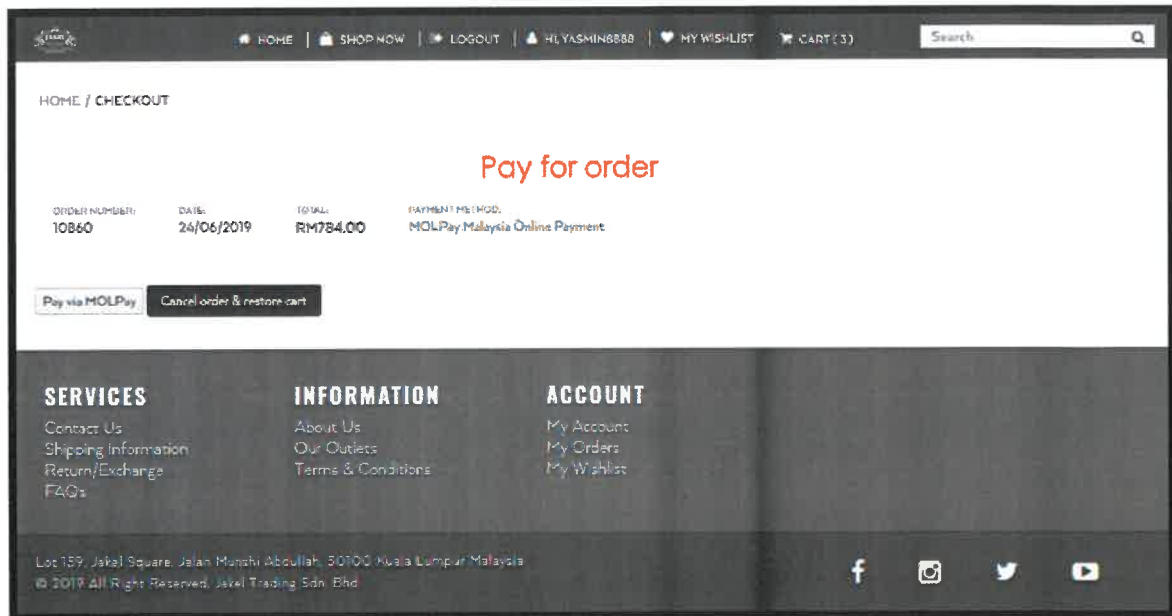 HOME | SHOP NOW | LOGOUT | HI, YASMIN8888 | MY WISHLIST CART (3) Search
HOME / CHECKOUT
Pay for order
ORDER NUMBER: DATE: TOTAL: PAYMENT METHOD:
10860 24/06/2019 RM784.00 MOLPay Malaysia Online Payment
Pay via MOLPay Cancel order & restore cart
SERVICES INFORMATION ACCOUNT
Contact Us About Us My Account
Shipping Information Our Outlets My Orders
Return/Exchange Terms & Conditions My Wishlist
FAQs
Lot 159, Jakel Square, Jalan Munshi Abdullah, 50100 Kuala Lumpur Malaysia
© 2019 All Right Reserved. Jakel Trading Sdn. Bhd